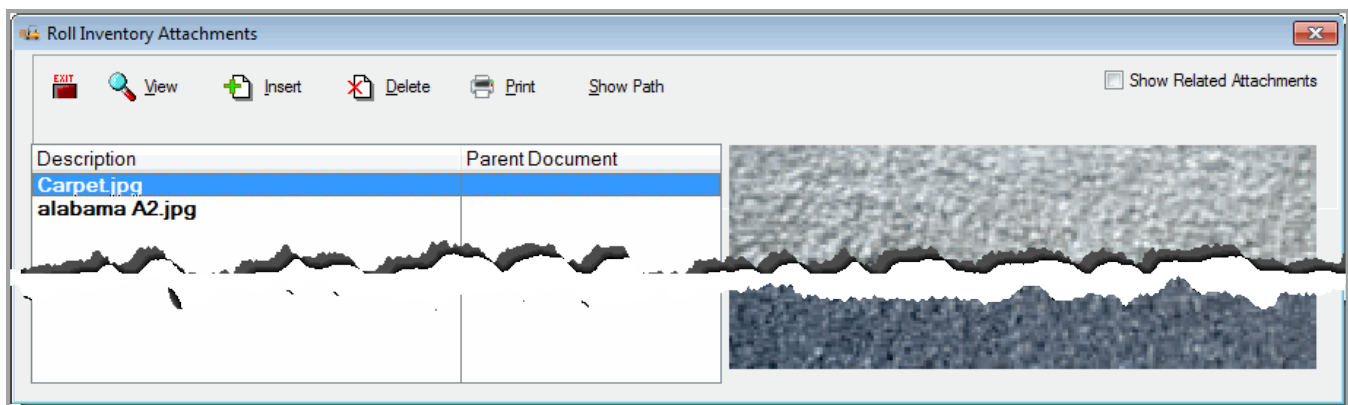 Roll Inventory Attachments
EXIT View Insert Delete Print Show Path Show Related Attachments
Description Parent Document
Carpet.jpg
alabama A2.jpg